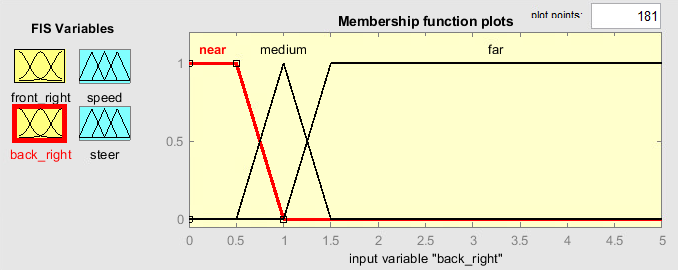 FIS Variables
front_right
speed
back_right
steer
Membership function plots
plot points:
181
near
medium
far
1
0.5
0
0
0.5
1
1.5
2
2.5
3
3.5
4
4.5
5
input variable "back_right"